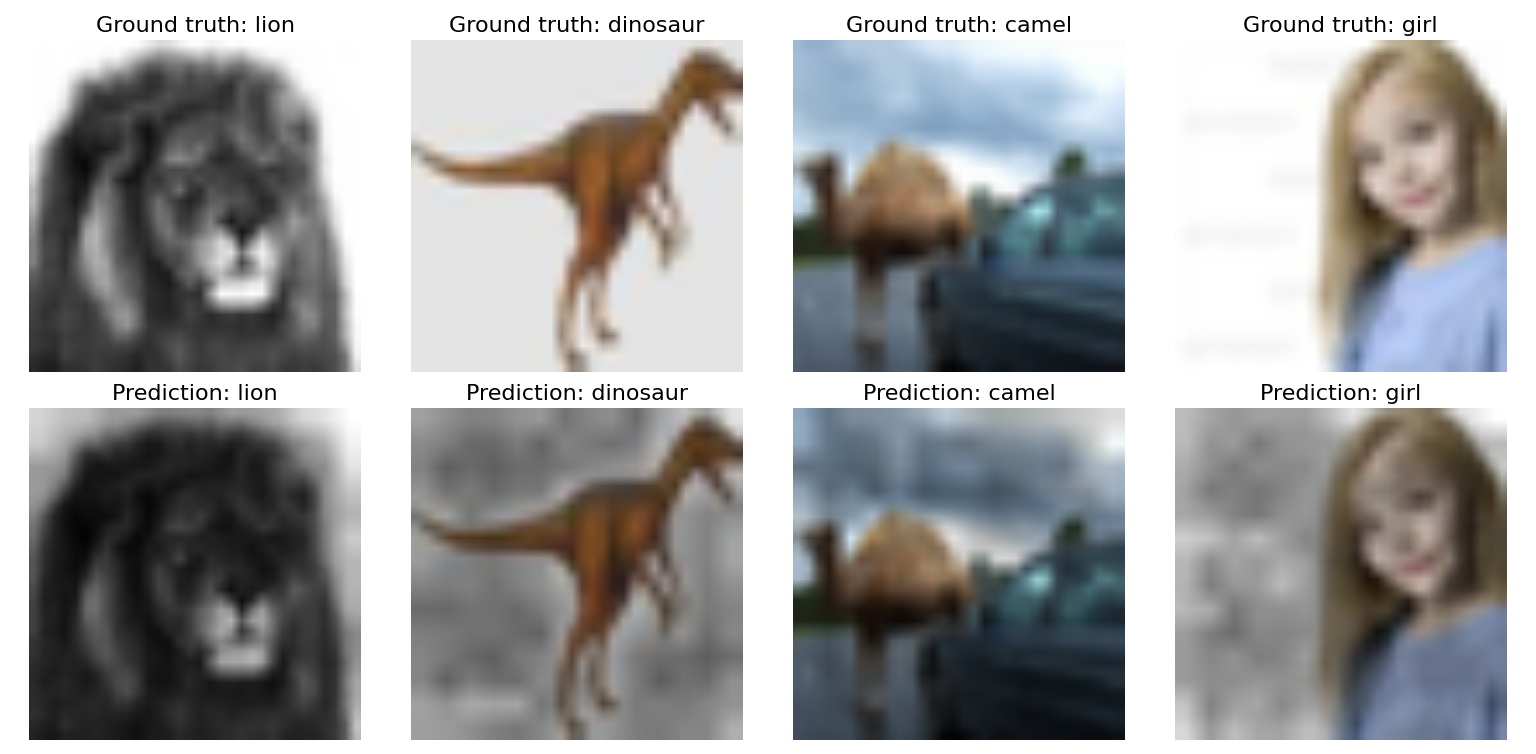 Ground truth: lion
Ground truth: dinosaur
Ground truth: camel
Ground truth: girl
Prediction: lion
Prediction: dinosaur
Prediction: camel
Prediction: girl